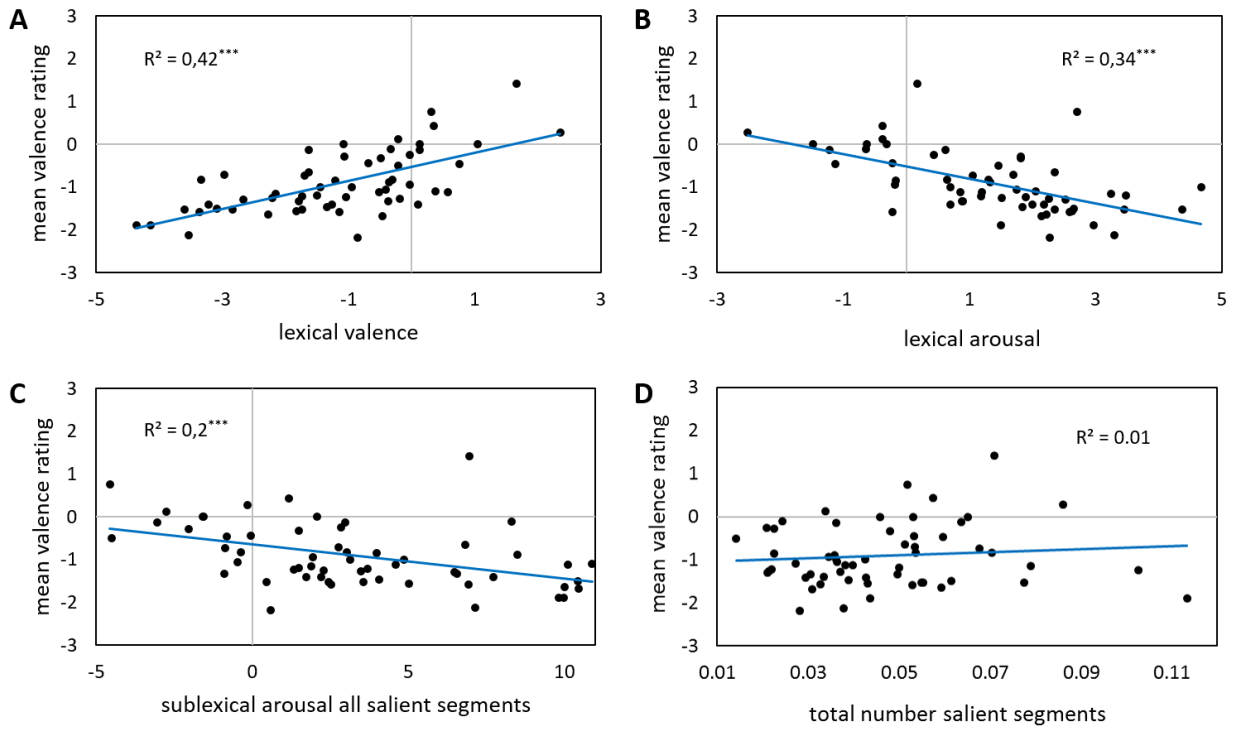 A
mean valence rating
3
2
1
0
-1
-2
-3
R² = 0,42***
-5 -3 -1 1 3
lexical valence
B
mean valence rating
3
2
1
0
-1
-2
-3
R² = 0,34***
-3 -1 1 3 5
lexical arousal
C
mean valence rating
3
2
1
0
-1
-2
-3
R² = 0,2***
-5 0 5 10
sublexical arousal all salient segments
D
mean valence rating
3
2
1
0
-1
-2
-3
R² = 0.01
0.01 0.03 0.05 0.07 0.09 0.11
total number salient segments